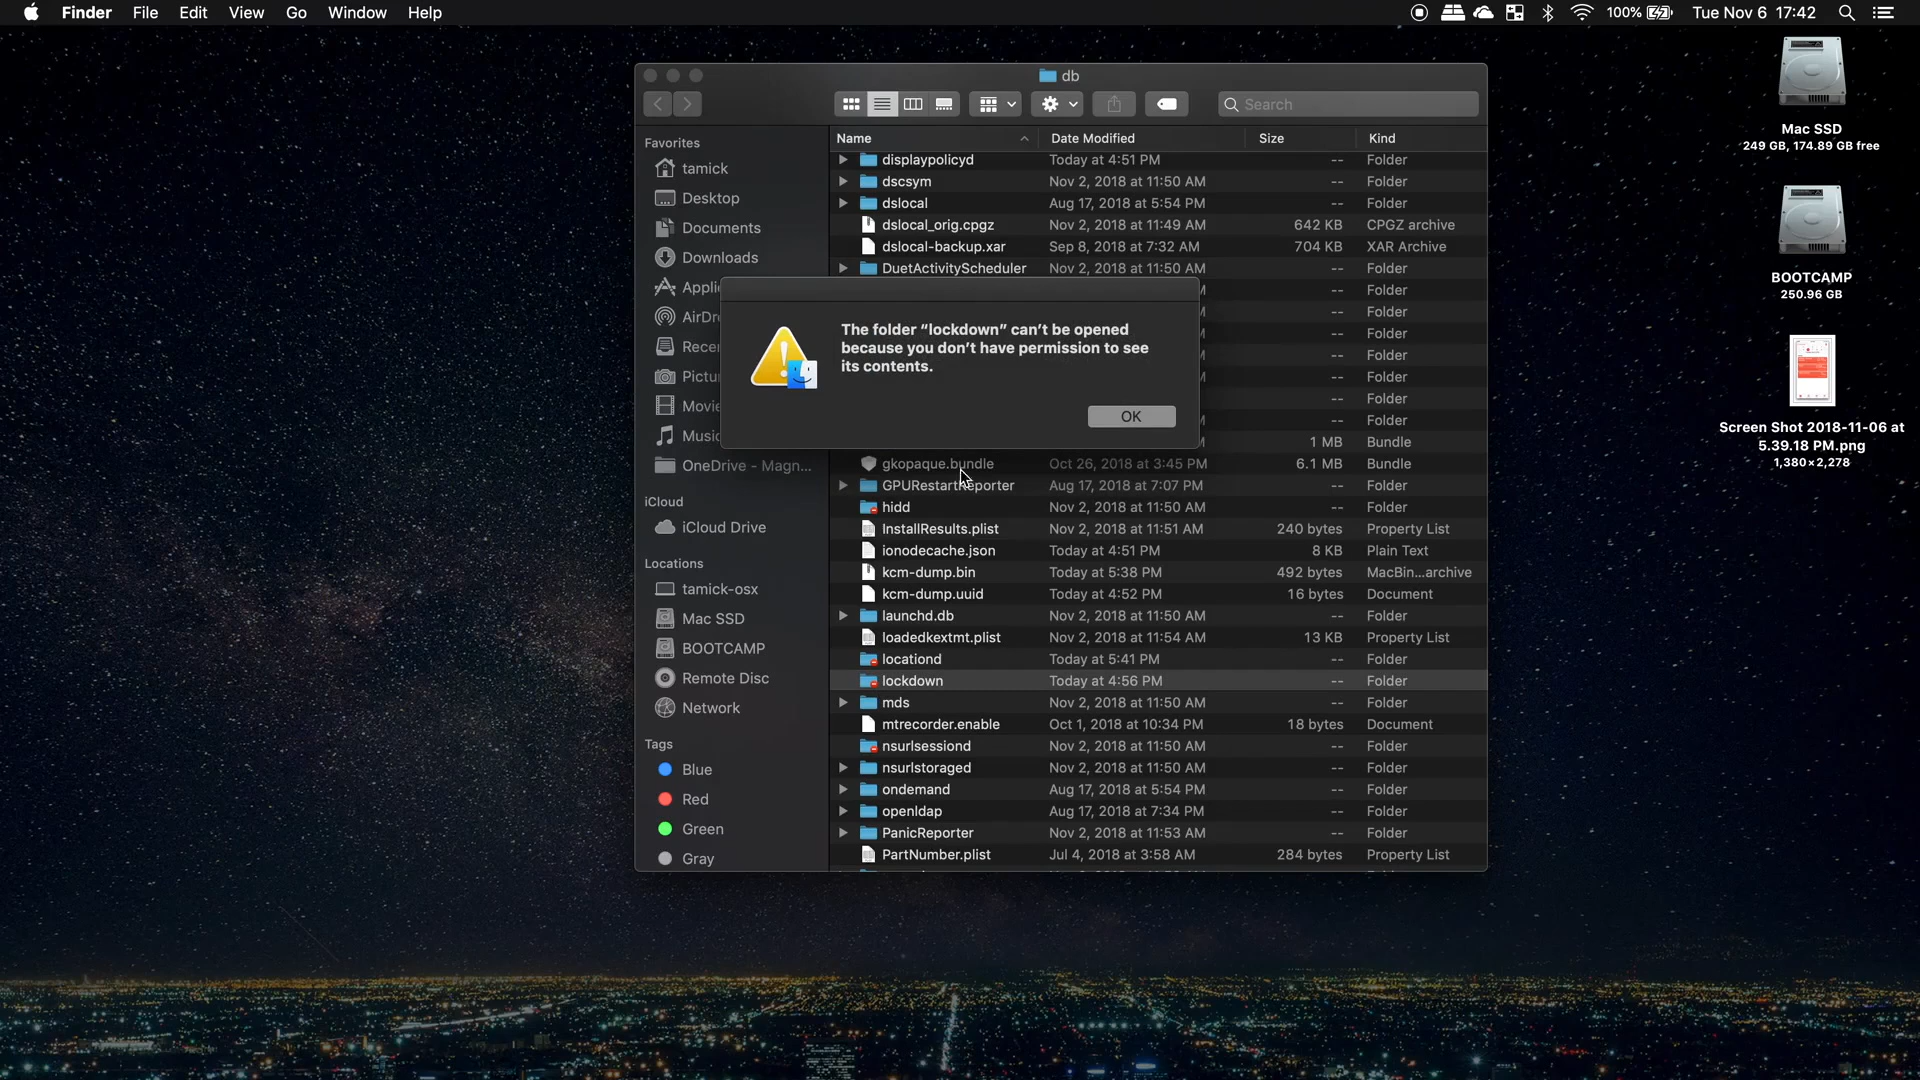 Finder File Edit View Go Window Help
100% Tue Nov 6 17:42
db
Search
Favorites
tamick
Desktop
Documents
Downloads
Appli
AirDr
Recen
Pictu
Movie
Music
OneDrive - Magn...
iCloud
iCloud Drive
Locations
tamick-osx
Mac SSD
BOOTCAMP
Remote Disc
Network
Tags
Blue
Red
Green
Gray
Name Date Modified Size Kind
displaypolicyd Today at 4:51 PM -- Folder
dscsym Nov 2, 2018 at 11:50 AM -- Folder
dslocal Aug 17, 2018 at 5:54 PM -- Folder
dslocal_orig.cpgz Nov 2, 2018 at 11:49 AM 642 KB CPGZ archive
dslocal-backup.xar Sep 8, 2018 at 7:32 AM 704 KB XAR Archive
DuetActivityScheduler Nov 2, 2018 at 11:50 AM -- Folder
-- Folder
-- Folder
-- Folder
-- Folder
-- Folder
-- Folder
-- Folder
1 MB Bundle
The folder “lockdown” can’t be opened
because you don’t have permission to see
its contents.
OK
gkopaque.bundle Oct 26, 2018 at 3:45 PM 6.1 MB Bundle
GPURestartReporter Aug 17, 2018 at 7:07 PM -- Folder
hidd Nov 2, 2018 at 11:50 AM -- Folder
InstallResults.plist Nov 2, 2018 at 11:51 AM 240 bytes Property List
ionodecache.json Today at 4:51 PM 8 KB Plain Text
kcm-dump.bin Today at 5:38 PM 492 bytes MacBin...archive
kcm-dump.uuid Today at 4:52 PM 16 bytes Document
launchd.db Nov 2, 2018 at 11:50 AM -- Folder
loadedkextmt.plist Nov 2, 2018 at 11:54 AM 13 KB Property List
locationd Today at 5:41 PM -- Folder
lockdown Today at 4:56 PM -- Folder
mds Nov 2, 2018 at 11:50 AM -- Folder
mtrecorder.enable Oct 1, 2018 at 10:34 PM 18 bytes Document
nsurlsessiond Nov 2, 2018 at 11:50 AM -- Folder
nsurlstoraged Nov 2, 2018 at 11:50 AM -- Folder
ondemand Aug 17, 2018 at 5:54 PM -- Folder
openldap Aug 17, 2018 at 7:34 PM -- Folder
PanicReporter Nov 2, 2018 at 11:53 AM -- Folder
PartNumber.plist Jul 4, 2018 at 3:58 AM 284 bytes Property List
Mac SSD
249 GB, 174.89 GB free
BOOTCAMP
250.96 GB
Screen Shot 2018-11-06 at
5.39.18 PM.png
1,380×2,278